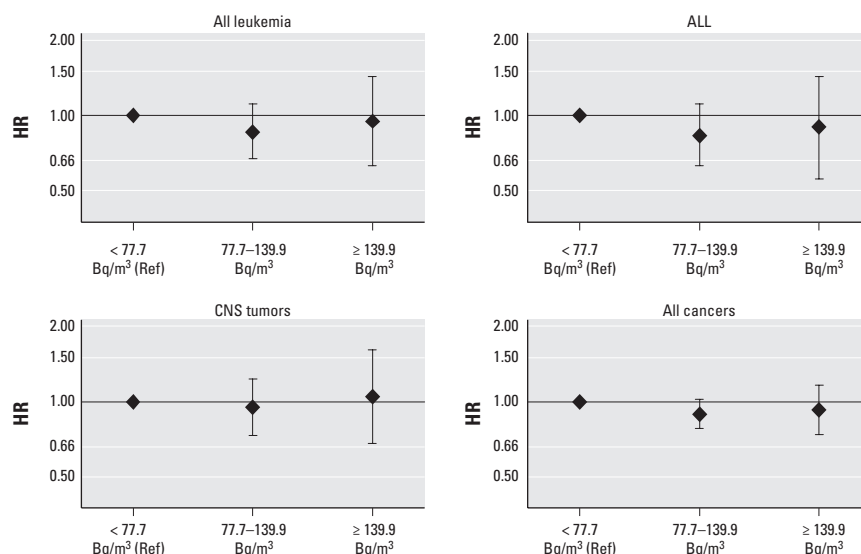 All leukemia
2.00
1.50
1.00
0.66
0.50
HR
< 77.7
Bq/m³ (Ref)
77.7–139.9
Bq/m³
≥ 139.9
Bq/m³
ALL
2.00
1.50
1.00
0.66
0.50
HR
< 77.7
Bq/m³ (Ref)
77.7–139.9
Bq/m³
≥ 139.9
Bq/m³
CNS tumors
2.00
1.50
1.00
0.66
0.50
HR
< 77.7
Bq/m³ (Ref)
77.7–139.9
Bq/m³
≥ 139.9
Bq/m³
All cancers
2.00
1.50
1.00
0.66
0.50
HR
< 77.7
Bq/m³ (Ref)
77.7–139.9
Bq/m³
≥ 139.9
Bq/m³